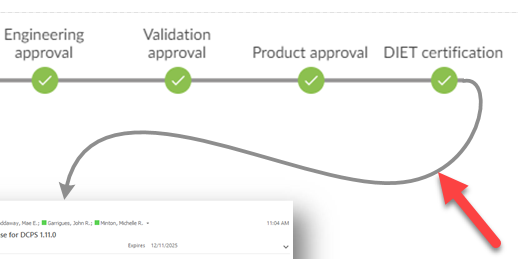 Engineering
approval
Validation
approval
Product approval
DIET certification
ddaway, Mae E.; Garrigues, John R.; Minton, Michelle R.
11:04 AM
se for DCPS 1.11.0
Expires 12/11/2025